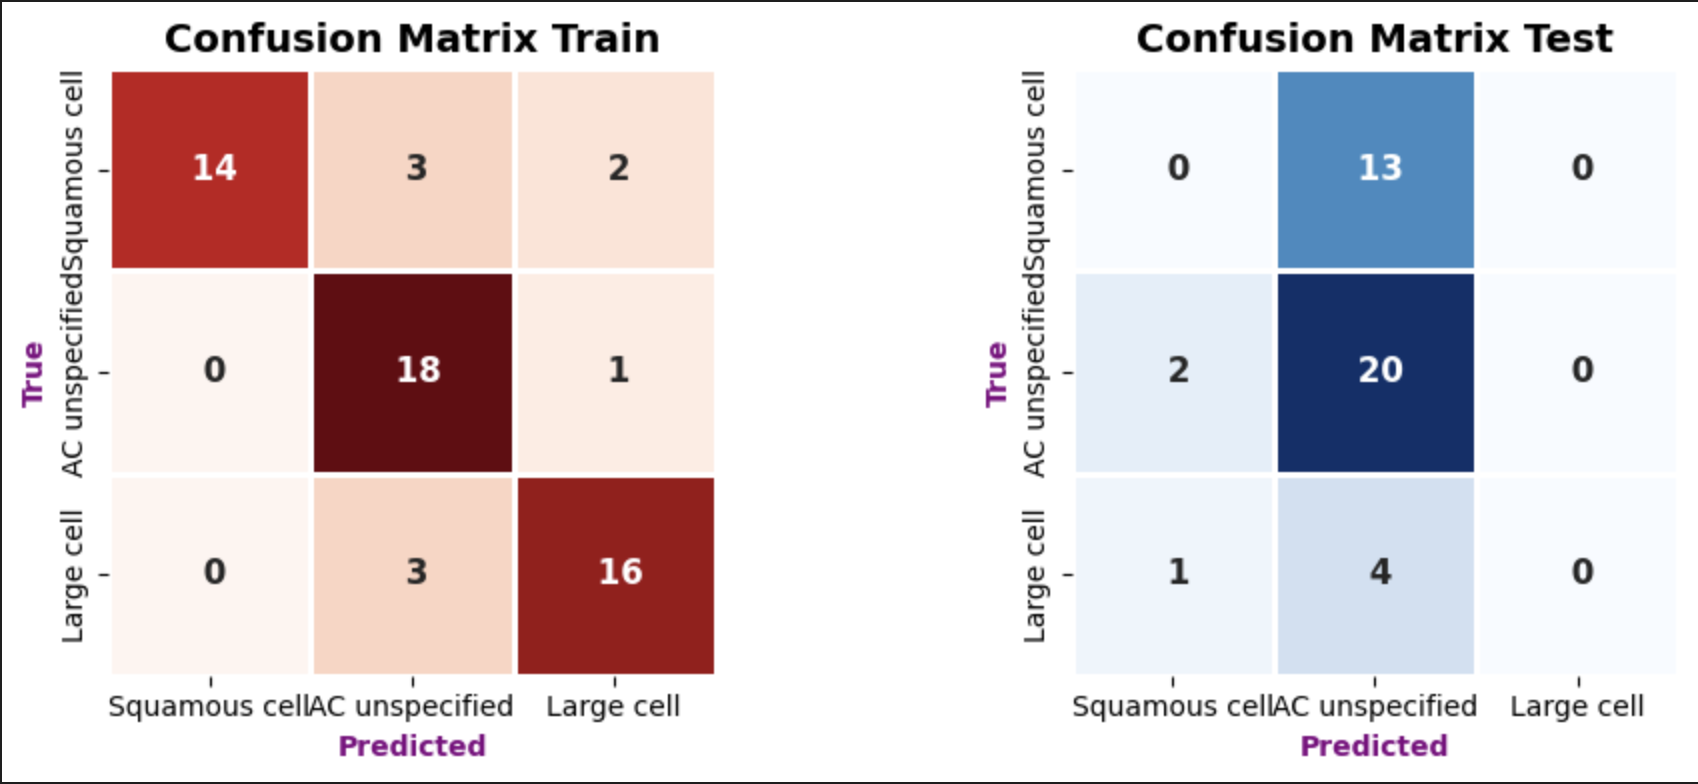 Confusion Matrix Train
True
Squamous cell
14 3 2
AC unspecified
0 18 1
Large cell
0 3 16
Squamous cell AC unspecified Large cell
Predicted
Confusion Matrix Test
True
Squamous cell
0 13 0
AC unspecified
2 20 0
Large cell
1 4 0
Squamous cell AC unspecified Large cell
Predicted